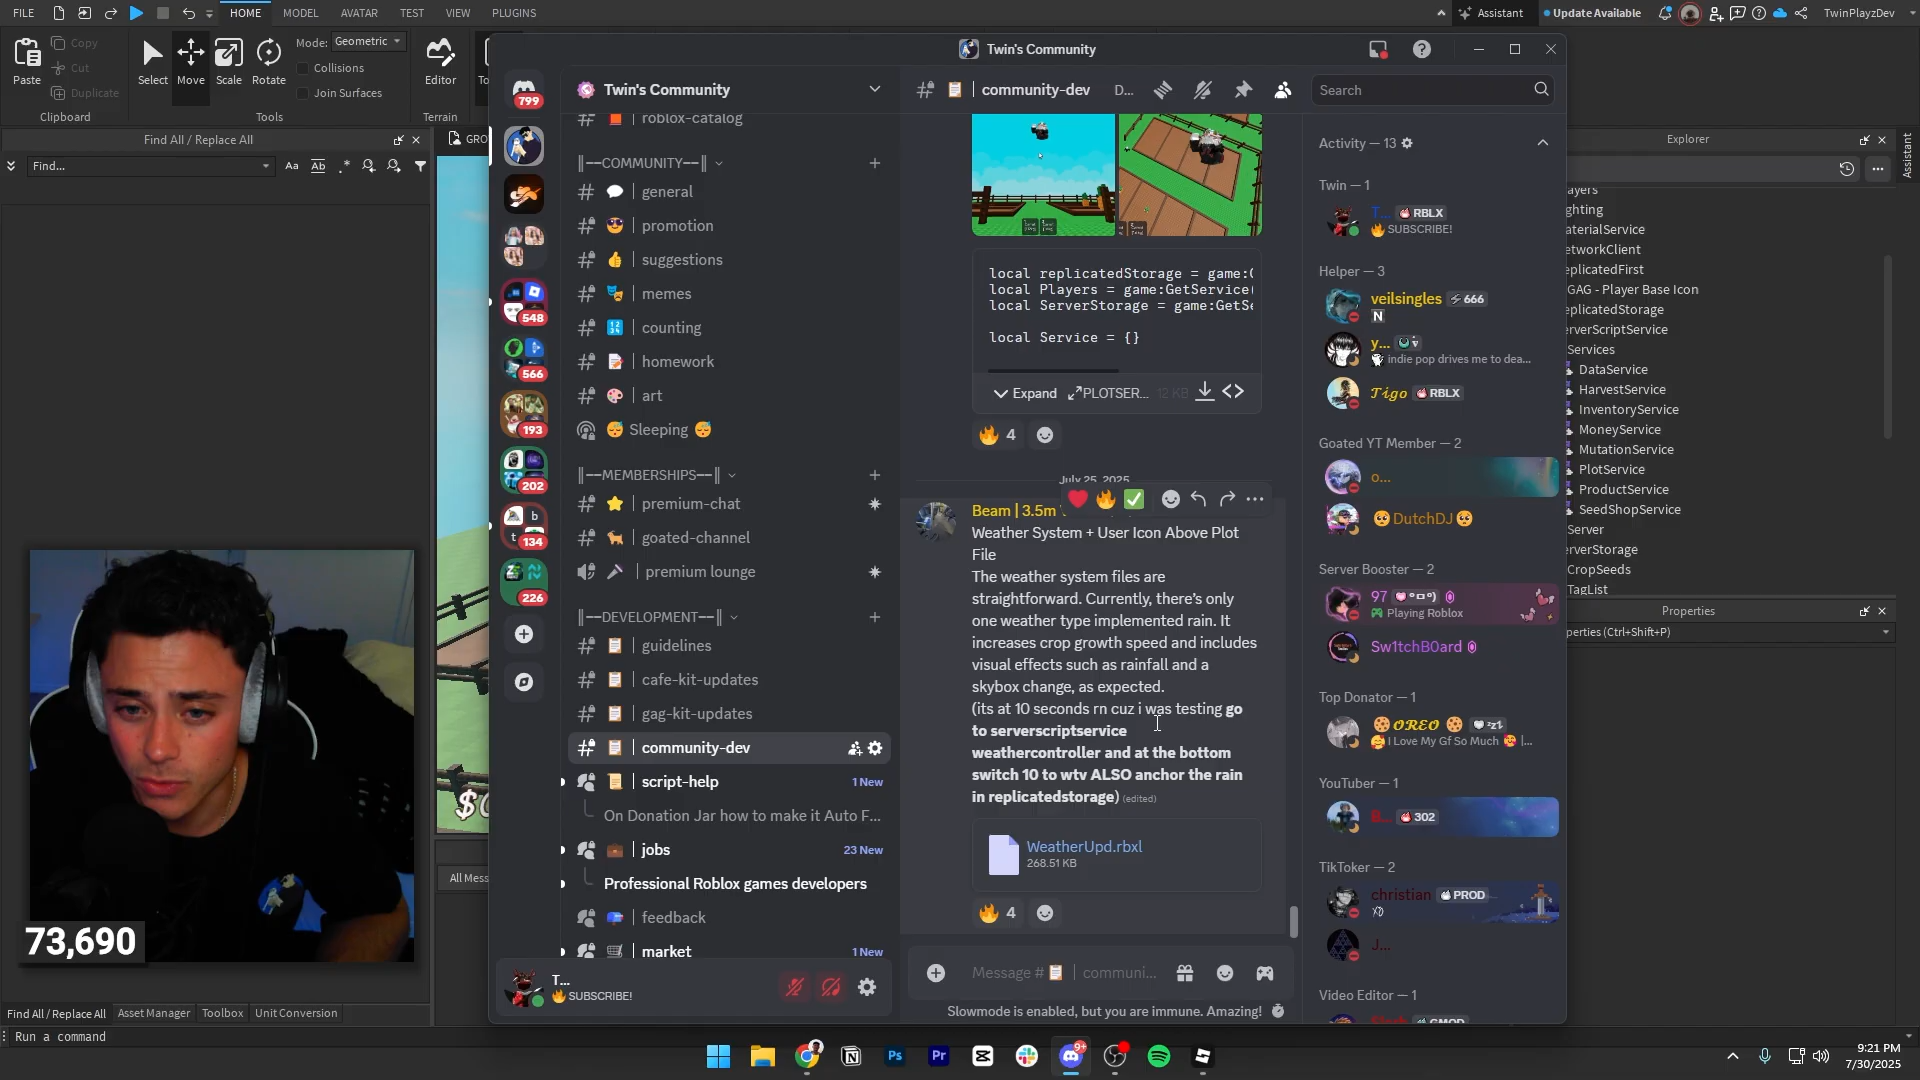 FILE HOME MODEL AVATAR TEST VIEW PLUGINS
Assistant Update Available TwinPlayzDev
Paste Copy Cut Duplicate
Select Move Scale Rotate
Mode: Geometric
Collisions
Join Surfaces
Editor
Clipboard Tools Terrain
Find All / Replace All
Find...
Aa Ab .*
$
73,690
Find All / Replace All Asset Manager Toolbox Unit Conversion
Run a command
All Mess
Twin's Community
799
548
566
193
202
134
226
Twin's Community
roblox-catalog
COMMUNITY
general
promotion
suggestions
memes
counting
homework
art
Sleeping
MEMBERSHIPS
premium-chat
goated-channel
premium lounge
DEVELOPMENT
guidelines
cafe-kit-updates
gag-kit-updates
community-dev
script-help 1 New
On Donation Jar how to make it Auto F...
jobs 23 New
Professional Roblox games developers
feedback
market 1 New
T...
SUBSCRIBE!
community-dev D...
Search
local replicatedStorage = game:
local Players = game:GetService(
local ServerStorage = game:GetSe
local Service = {}
Expand PLOTSER... 12 KB
4
July 25, 2025
Beam | 3.5m
Weather System + User Icon Above Plot
File
The weather system files are
straightforward. Currently, there's only
one weather type implemented rain. It
increases crop growth speed and includes
visual effects such as rainfall and a
skybox change, as expected.
(its at 10 seconds rn cuz i was testing go
to serverscriptservice
weathercontroller and at the bottom
switch 10 to wtv ALSO anchor the rain
in replicatedstorage) (edited)
WeatherUpd.rbxl
268.51 KB
4
Message # communi...
Slowmode is enabled, but you are immune. Amazing!
Activity — 13
Twin — 1
T... RBLX
SUBSCRIBE!
Helper — 3
veilsingles 666
N
y...
indie pop drives me to dea...
Tigo RBLX
Goated YT Member — 2
o...
DutchDJ
Server Booster — 2
97
Playing Roblox
Sw1tchB0ard
Top Donator — 1
OREO
I Love My Gf So Much
YouTuber — 1
B... 302
TikToker — 2
christian PROD
J...
Video Editor — 1
GMOD
Explorer
ayers
ghting
aterialService
etworkClient
eplicatedFirst
GAG - Player Base Icon
eplicatedStorage
erverScriptService
Services
DataService
HarvestService
InventoryService
MoneyService
MutationService
PlotService
ProductService
SeedShopService
Server
erverStorage
CropSeeds
TagList
Properties
perties (Ctrl+Shift+P)
Assistant
9:21 PM
7/30/2025